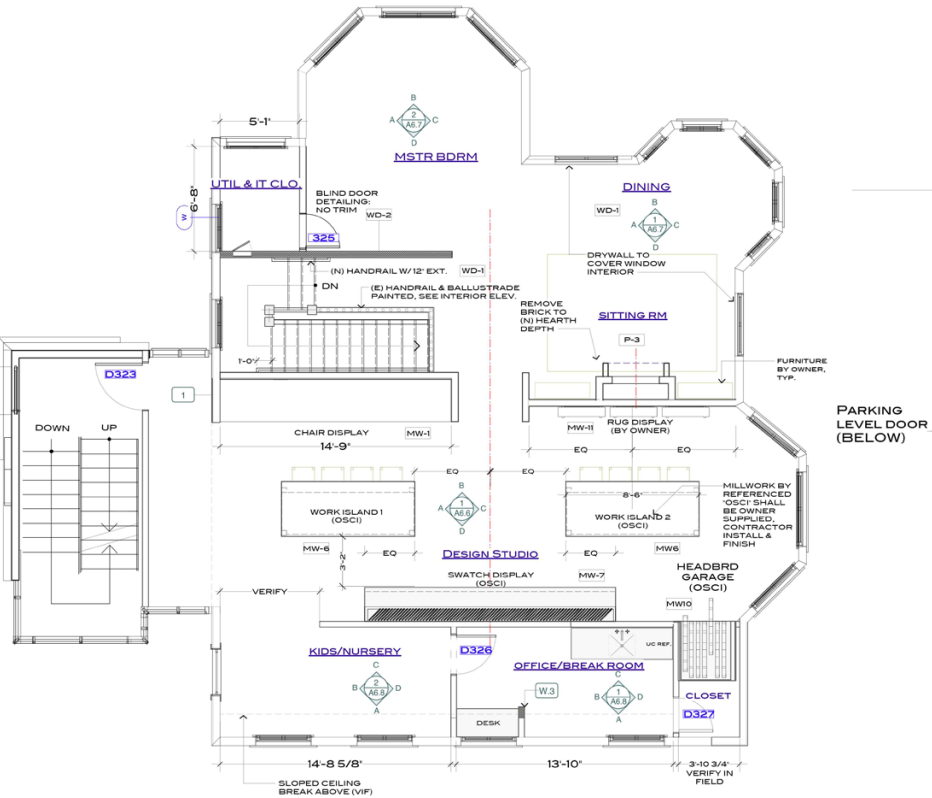 B
A 2 C
A6.7
D
MSTR BDRM
5'-1"
UTIL & IT CLO.
6'-8"
W
BLIND DOOR
DETAILING:
NO TRIM
WD-2
325
DINING
WD-1
B
A 1 C
A6.7
D
DRYWALL TO
COVER WINDOW
INTERIOR
(N) HANDRAIL W/ 12" EXT.
WD-1
DN
(E) HANDRAIL & BALLUSTRADE
PAINTED, SEE INTERIOR ELEV.
REMOVE
BRICK TO
(N) HEARTH
DEPTH
SITTING RM
P-3
1'-0"
FURNITURE
BY OWNER,
TYP.
D323
1
DOWN
UP
CHAIR DISPLAY
MW-1
14'-9"
MW-11
RUG DISPLAY
(BY OWNER)
EQ
EQ
PARKING
LEVEL DOOR
(BELOW)
EQ
EQ
WORK ISLAND 1
(OSCI)
B
A 1 C
A6.6
D
8'-6"
WORK ISLAND 2
(OSCI)
MILLWORK BY
REFERENCED
'OSCI' SHALL
BE OWNER
SUPPLIED,
CONTRACTOR
INSTALL &
FINISH
MW-6
EQ
3'-2"
DESIGN STUDIO
EQ
MW6
SWATCH DISPLAY
(OSCI)
MW-7
HEADBRD
GARAGE
(OSCI)
MW10
VERIFY
KIDS/NURSERY
C
B 2 D
A6.8
A
D326
OFFICE/BREAK ROOM
UC REF.
C
B 1 D
A6.8
A
W.3
DESK
CLOSET
D327
14'-8 5/8"
13'-10"
3'-10 3/4"
VERIFY IN
FIELD
SLOPED CEILING
BREAK ABOVE (VIF)